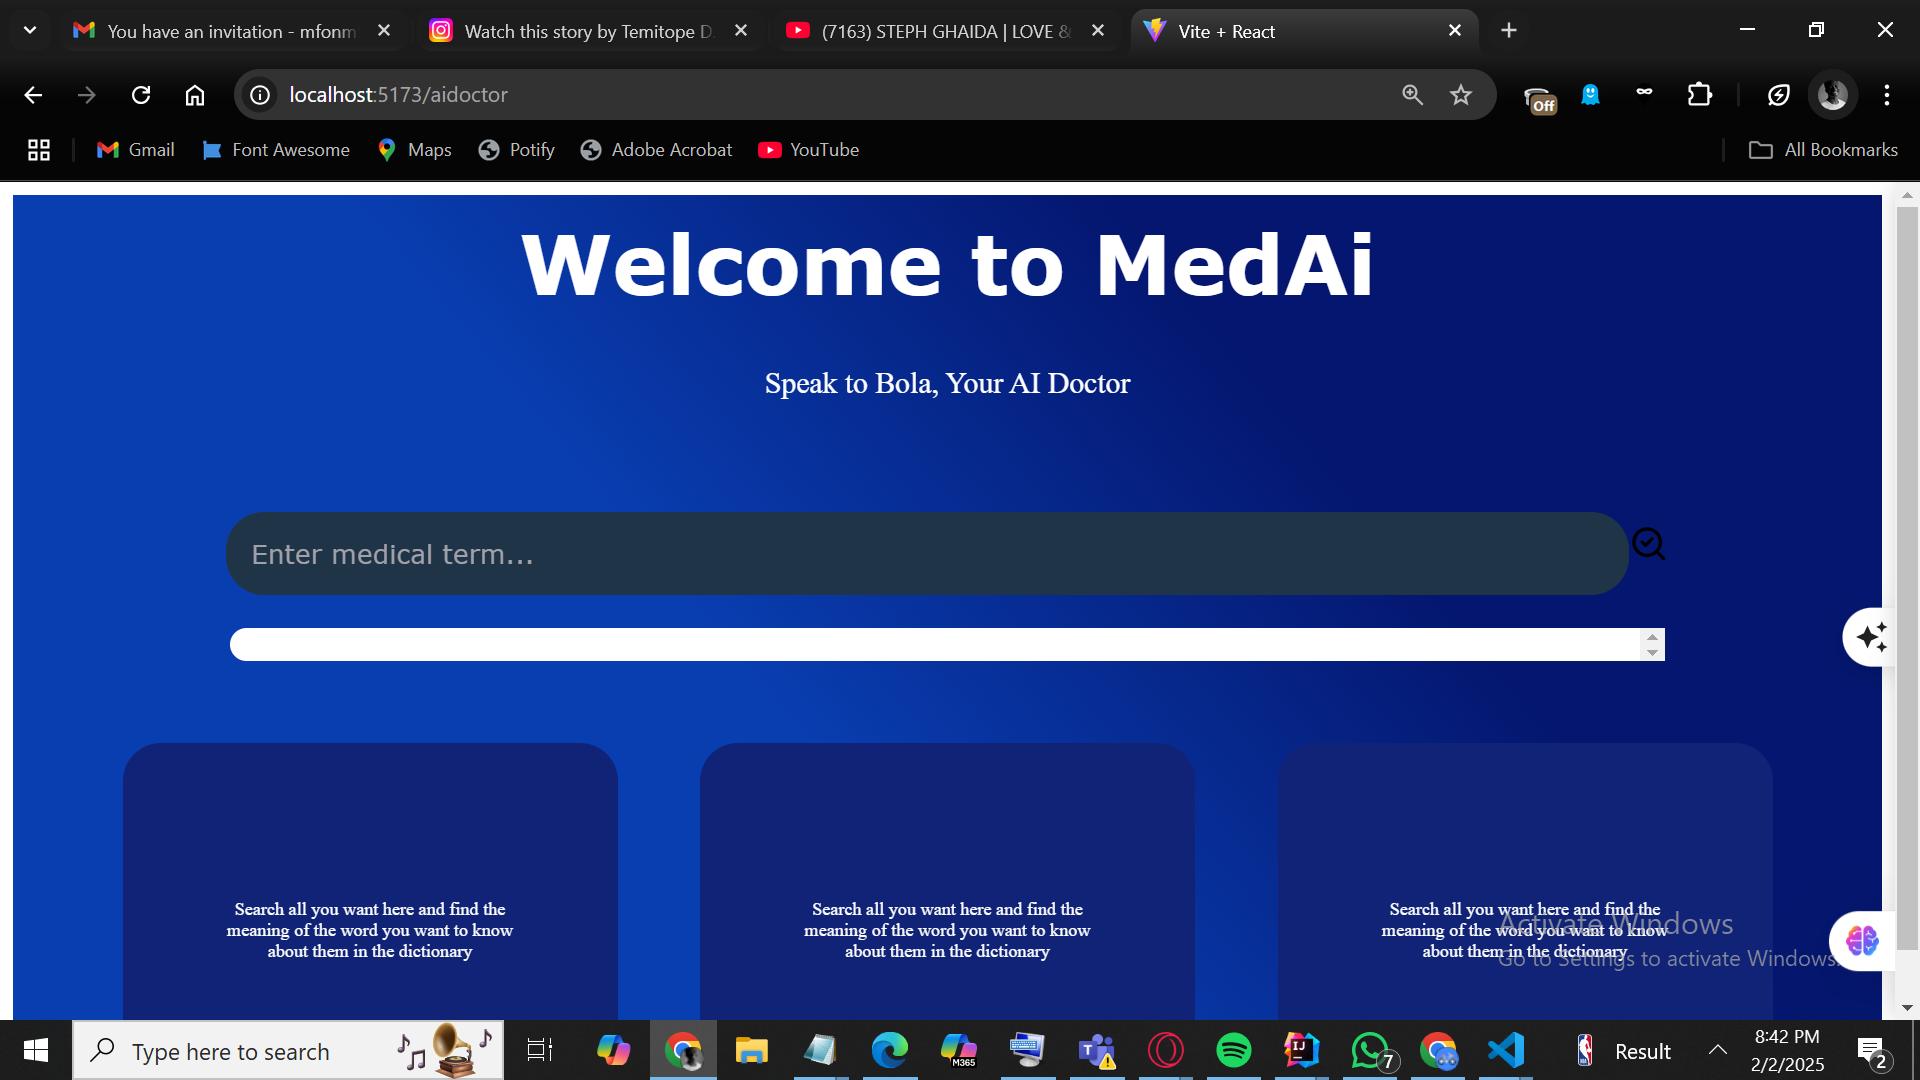 You have an invitation - mfonm
Watch this story by Temitope D.
(7163) STEPH GHAIDA | LOVE &
Vite + React
localhost:5173/aidoctor
Off
Gmail
Font Awesome
Maps
Potify
Adobe Acrobat
YouTube
All Bookmarks
Welcome to MedAi
Speak to Bola, Your AI Doctor
Enter medical term...
Search all you want here and find the
meaning of the word you want to know
about them in the dictionary
Search all you want here and find the
meaning of the word you want to know
about them in the dictionary
Search all you want here and find the
meaning of the word you want to know
about them in the dictionary
Activate Windows
Go to Settings to activate Windows.
Type here to search
M365
IJ
7
Result
8:42 PM
2/2/2025
2